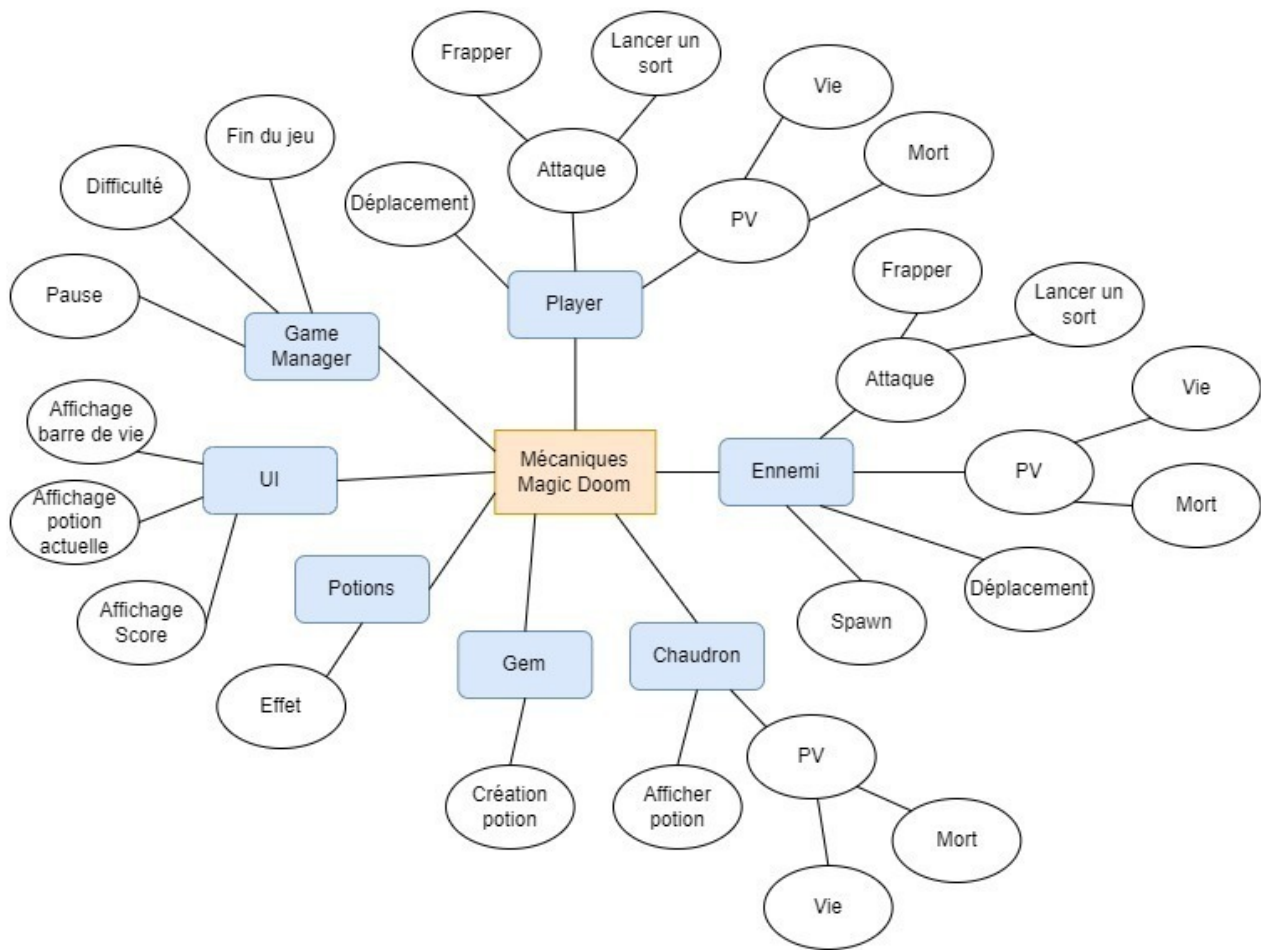 Frapper
Lancer un
sort
Vie
Fin du jeu
Mort
Difficulté
Attaque
Déplacement
PV
Frapper
Pause
Player
Lancer un
sort
Game
Manager
Attaque
Vie
Affichage
barre de vie
UI
Mécaniques
Magic Doom
Ennemi
PV
Affichage
potion
actuelle
Mort
Potions
Déplacement
Affichage
Score
Spawn
Gem
Chaudron
Effet
PV
Création
potion
Afficher
potion
Mort
Vie